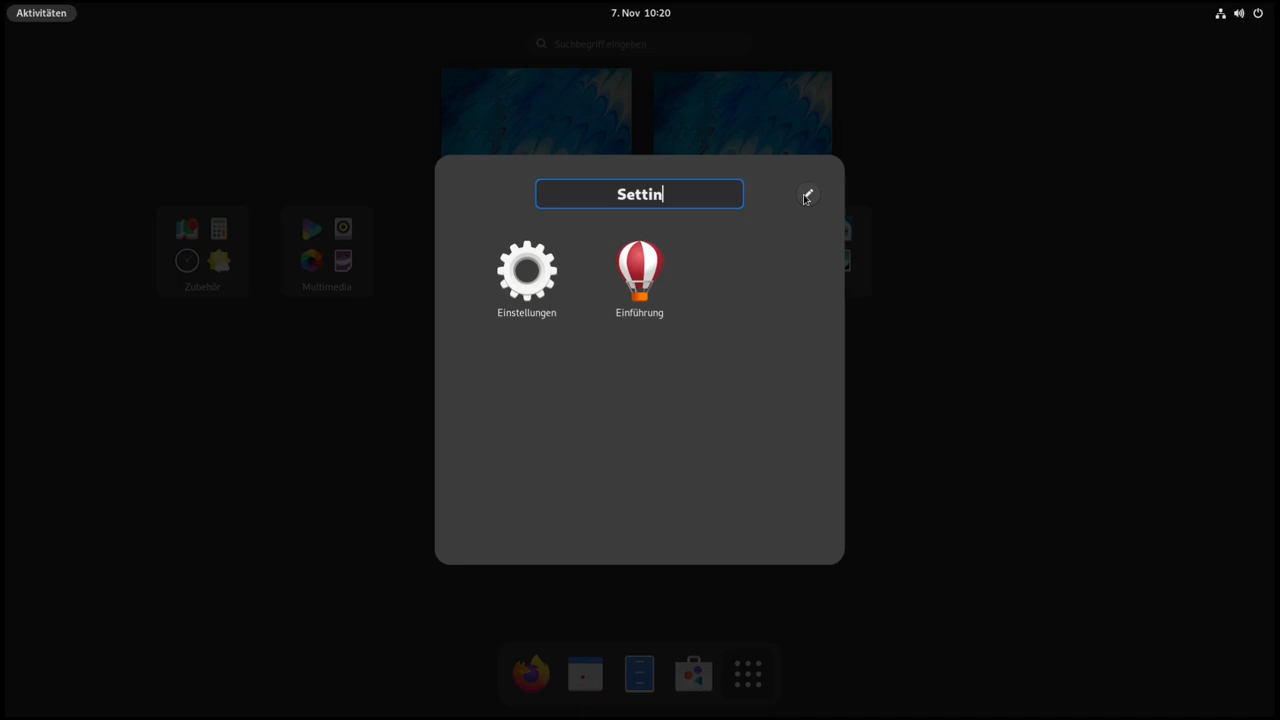 Aktivitäten
7. Nov 10:20
Suchbegriff eingeben
Settin
Einstellungen
Einführung
Zubehör
Multimedia